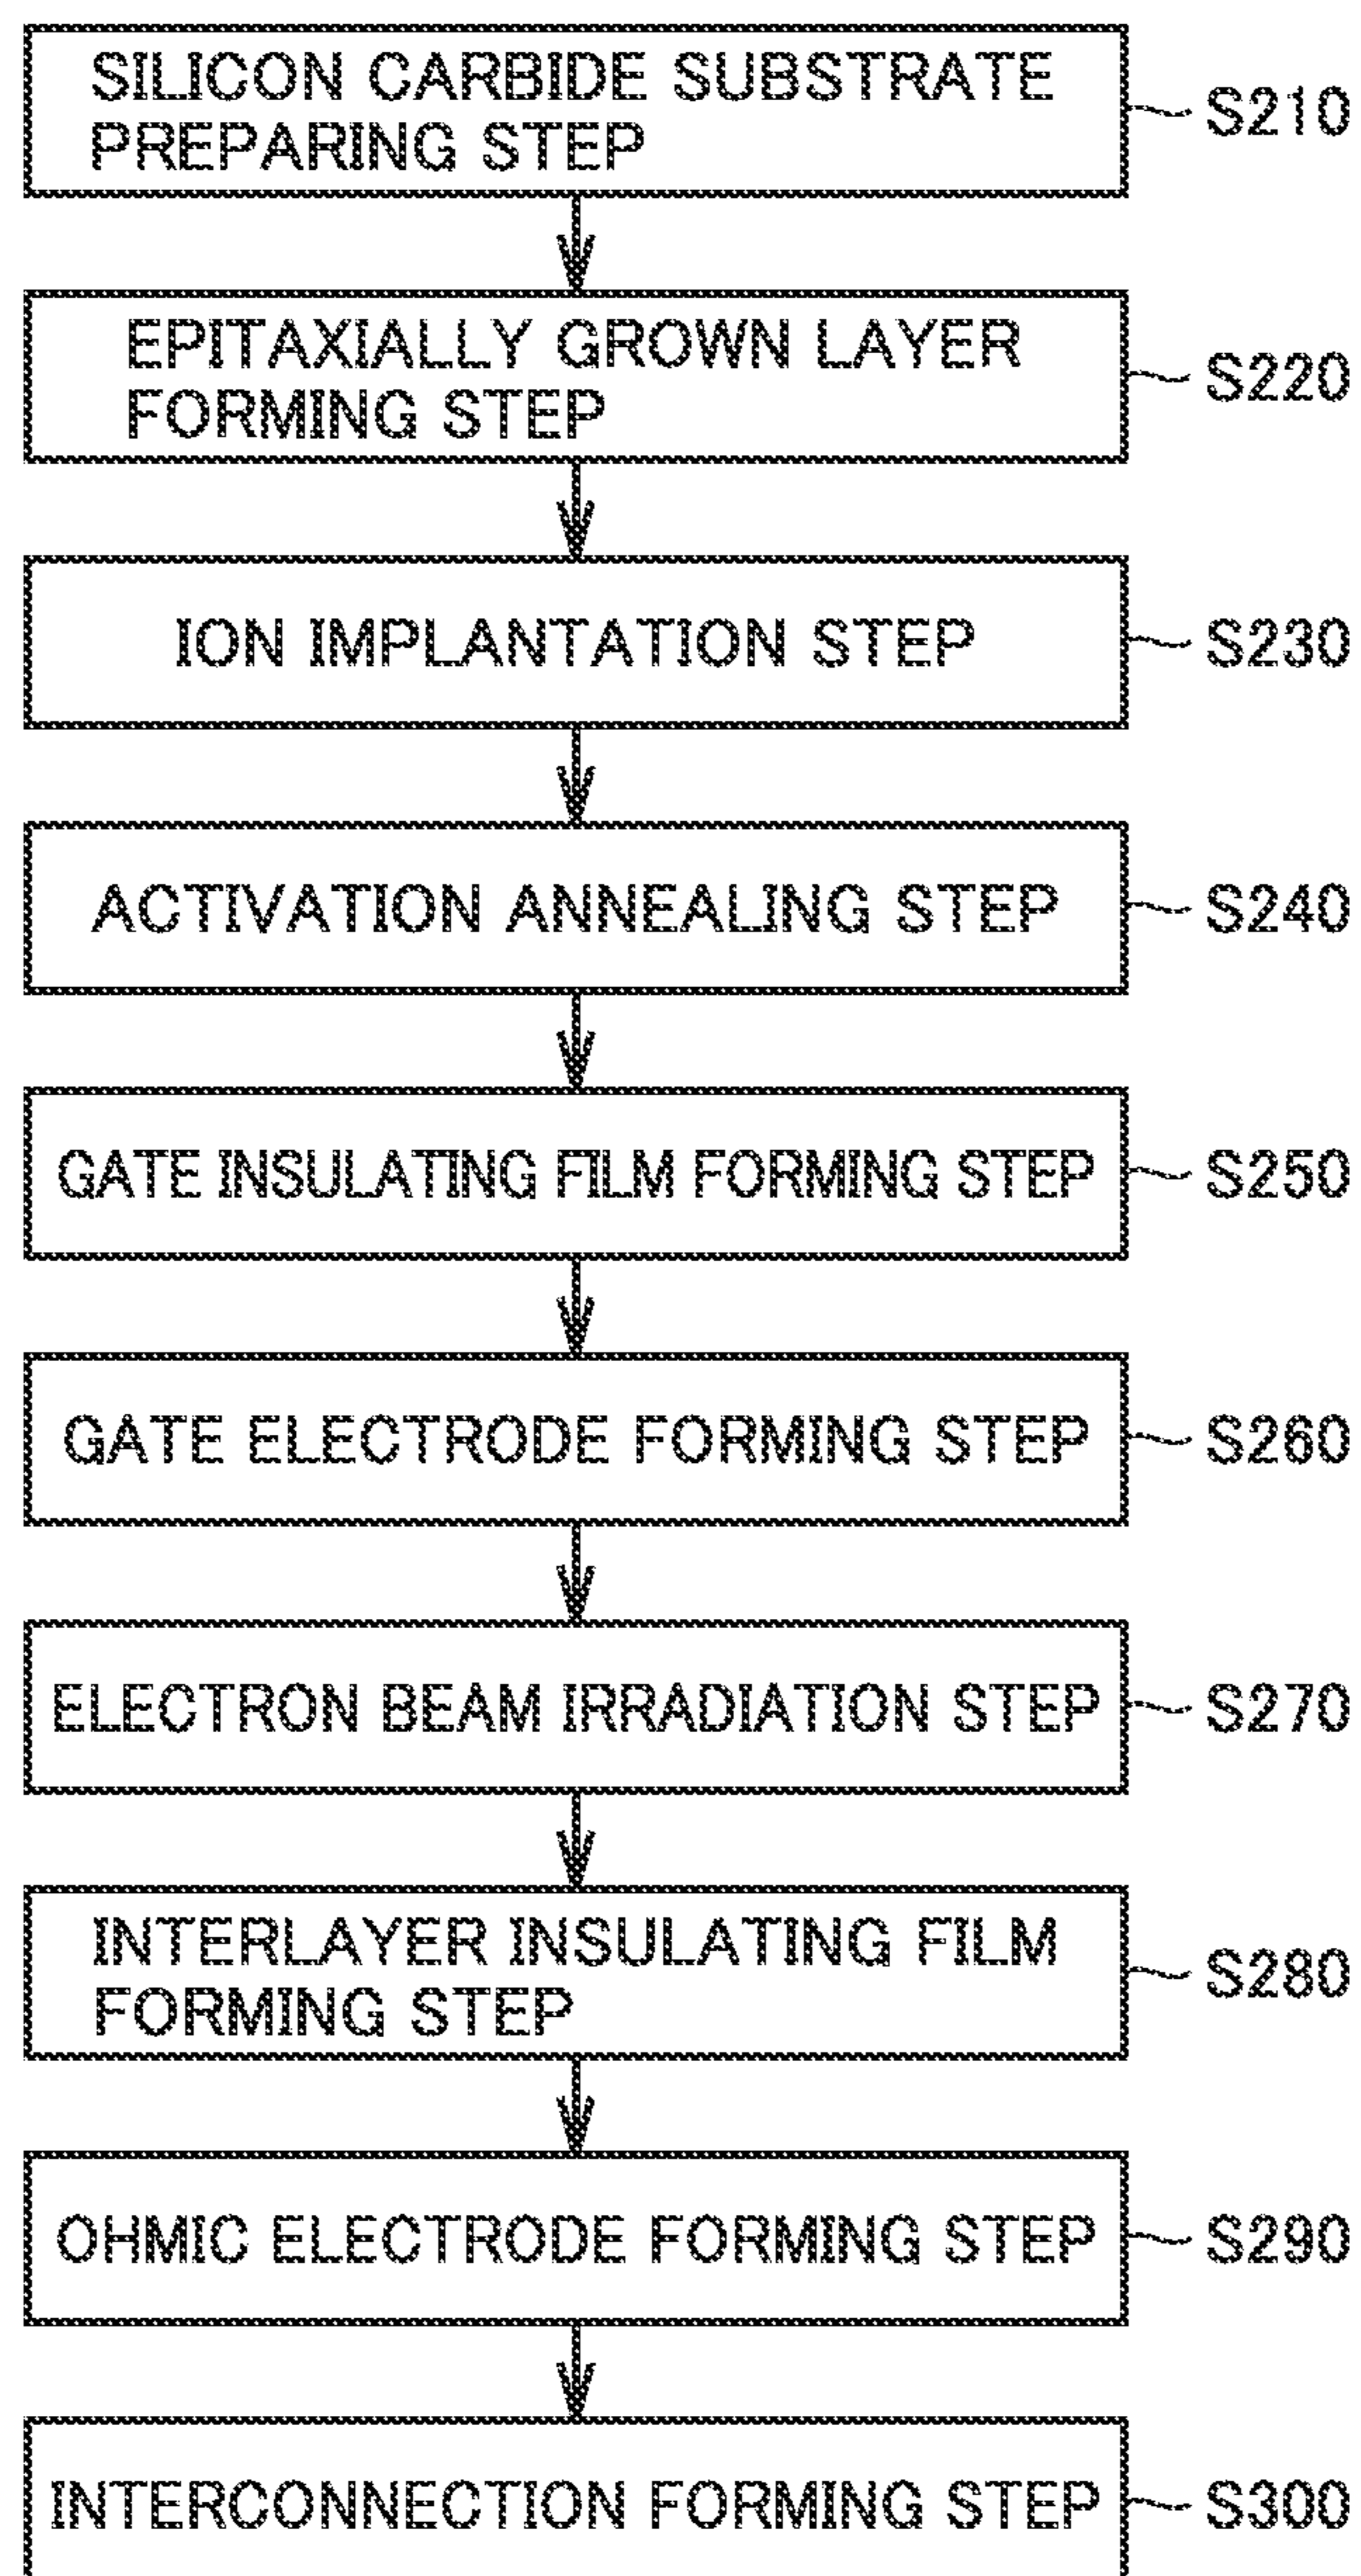 SILICON CARBIDE SUBSTRATE
PREPARING STEP
S210
EPITAXIALLY GROWN LAYER
FORMING STEP
S220
ION IMPLANTATION STEP
S230
ACTIVATION ANNEALING STEP
S240
GATE INSULATING FILM FORMING STEP
S250
GATE ELECTRODE FORMING STEP
S260
ELECTRON BEAM IRRADIATION STEP
S270
INTERLAYER INSULATING FILM
FORMING STEP
S280
OHMIC ELECTRODE FORMING STEP
S290
INTERCONNECTION FORMING STEP
S300